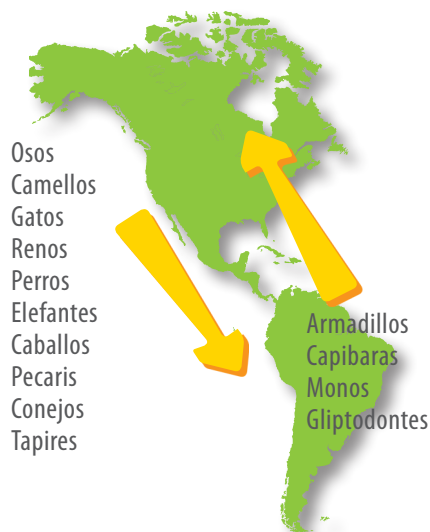 Osos
Camellos
Gatos
Renos
Perros
Elefantes
Caballos
Pecaris
Conejos
Tapires
Armadillos
Capibaras
Monos
Gliptodontes